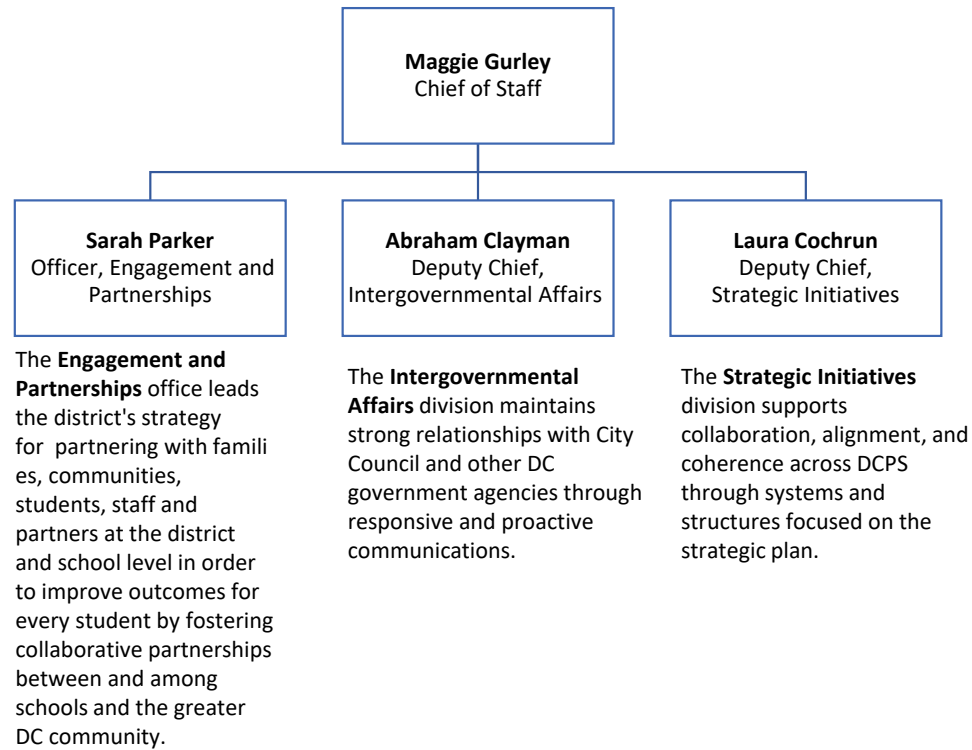 Maggie Gurley
Chief of Staff
Sarah Parker
Officer, Engagement and
Partnerships
Abraham Clayman
Deputy Chief,
Intergovernmental Affairs
Laura Cochrun
Deputy Chief,
Strategic Initiatives
The Engagement and
Partnerships office leads
the district's strategy
for  partnering with famili
es, communities,
students, staff and
partners at the district
and school level in order
to improve outcomes for
every student by fostering
collaborative partnerships
between and among
schools and the greater
DC community.
The Intergovernmental
Affairs division maintains
strong relationships with City
Council and other DC
government agencies through
responsive and proactive
communications.
The Strategic Initiatives
division supports
collaboration, alignment, and
coherence across DCPS
through systems and
structures focused on the
strategic plan.